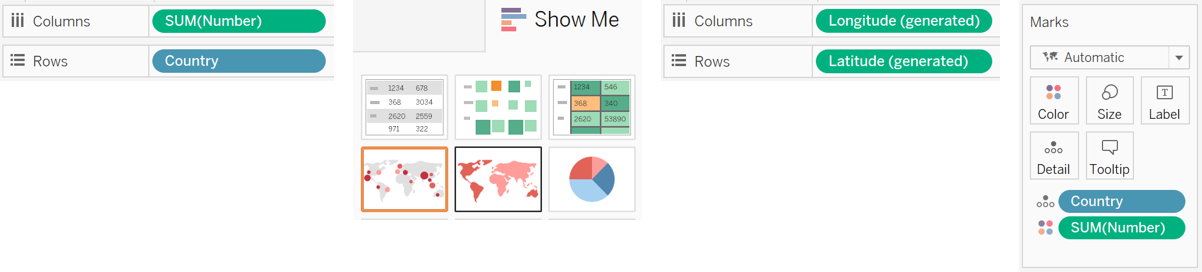 Columns
SUM(Number)
Rows
Country
Show Me
1234 678
368 3034
2620 2559
971 322
1234 546
368 340
2620 53890
Columns
Longitude (generated)
Rows
Latitude (generated)
Marks
Automatic
Color Size Label
Detail Tooltip
Country
SUM(Number)